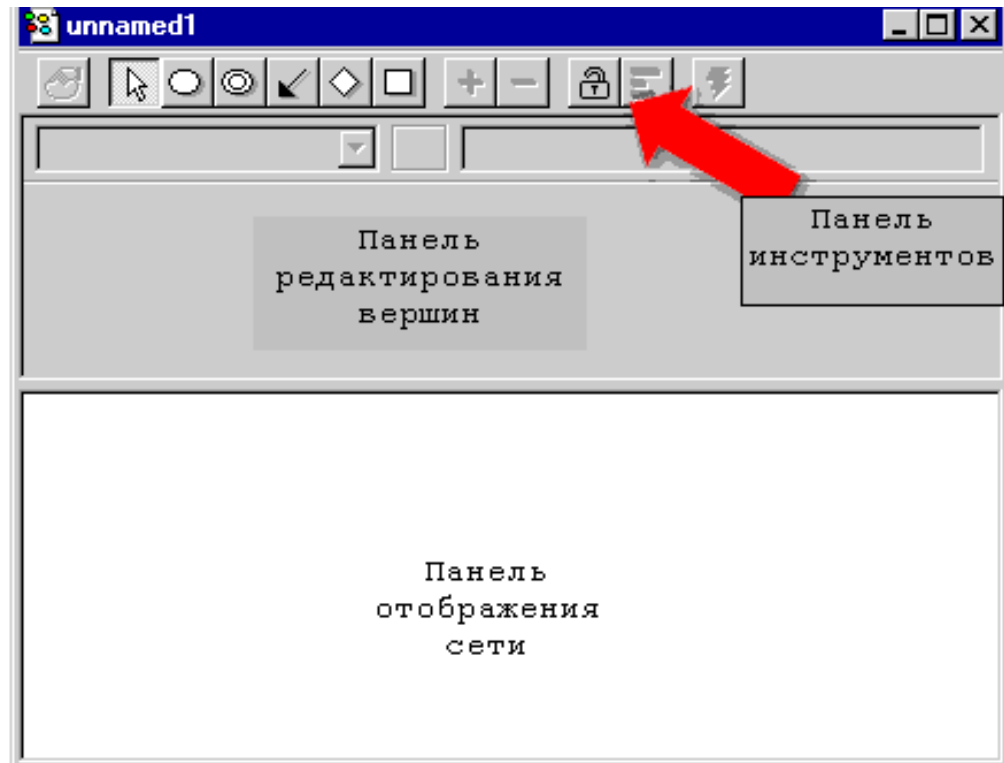 unnamed1
Панель
инструментов
Панель
редактирования
вершин
Панель
отображения
сети